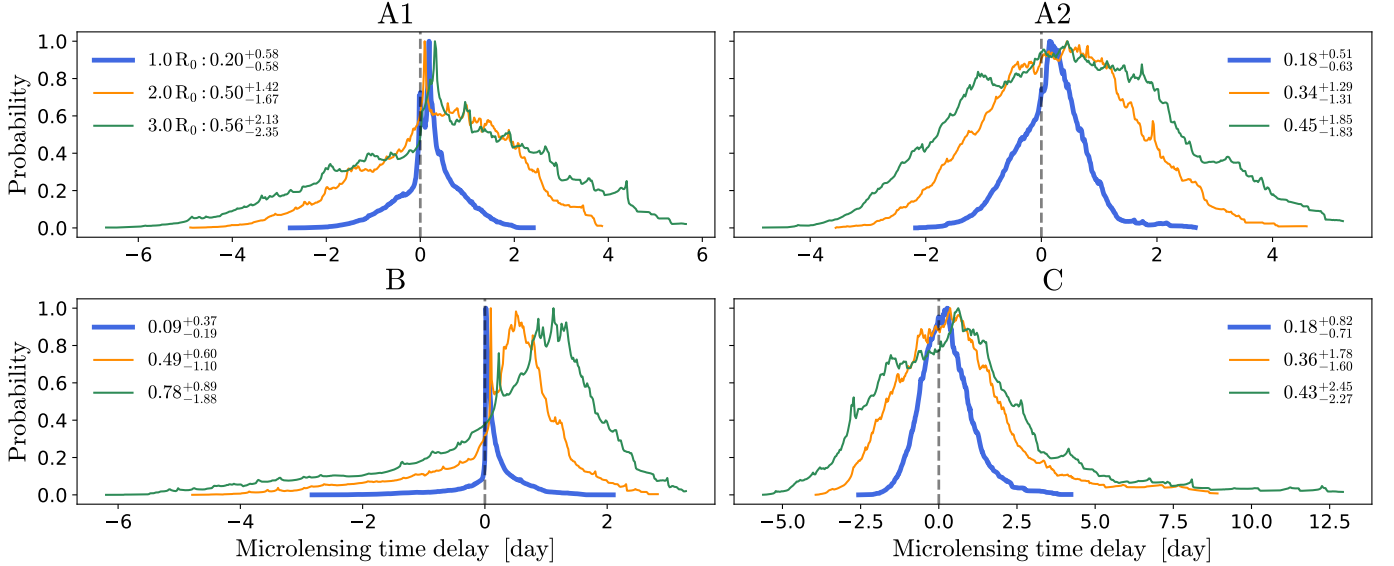 A1
Probability
1.0
0.8
0.6
0.4
0.2
0.0
1.0 R₀ : 0.20 +0.58 −0.58
2.0 R₀ : 0.50 +1.42 −1.67
3.0 R₀ : 0.56 +2.13 −2.35
−6 −4 −2 0 2 4 6
A2
0.18 +0.51 −0.63
0.34 +1.29 −1.31
0.45 +1.85 −1.83
−4 −2 0 2 4
B
Probability
1.0
0.8
0.6
0.4
0.2
0.0
0.09 +0.37 −0.19
0.49 +0.60 −1.10
0.78 +0.89 −1.88
−6 −4 −2 0 2
Microlensing time delay [day]
C
0.18 +0.82 −0.71
0.36 +1.78 −1.60
0.43 +2.45 −2.27
−5.0 −2.5 0.0 2.5 5.0 7.5 10.0 12.5
Microlensing time delay [day]